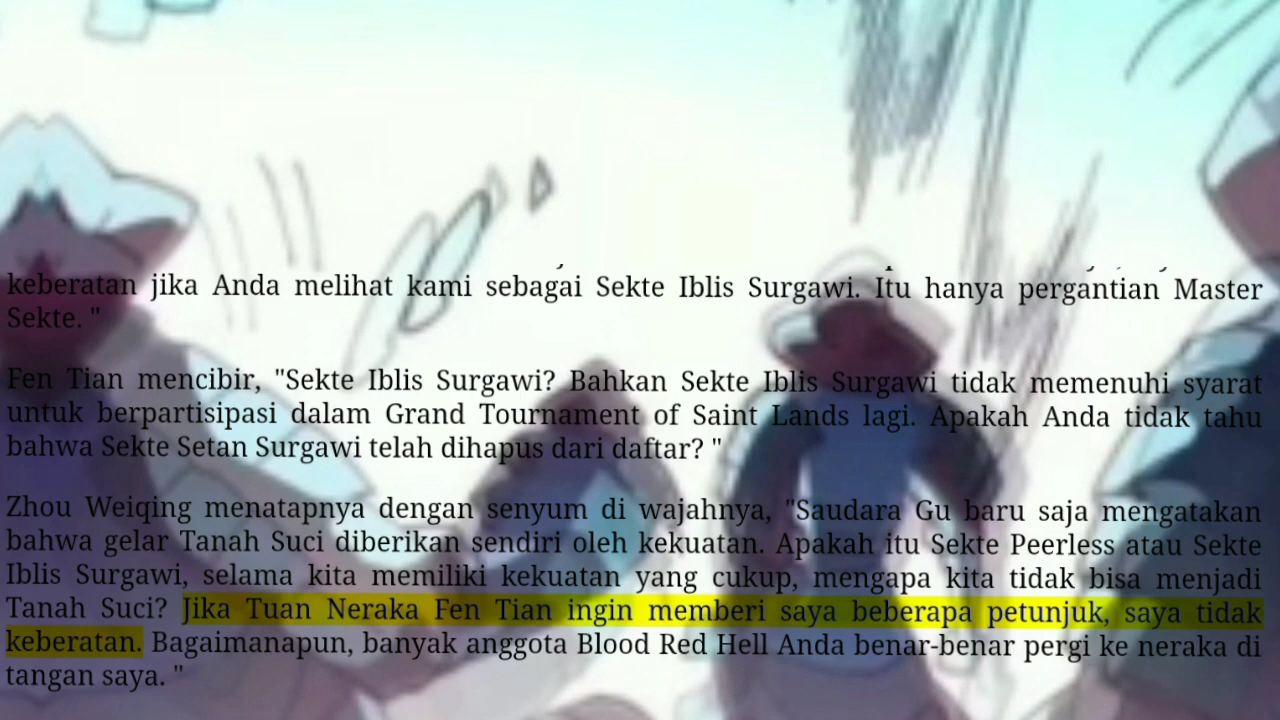 keberatan jika Anda melihat kami sebagai Sekte Iblis Surgawi. Itu hanya pergantian Master
Sekte. "
Fen Tian mencibir, "Sekte Iblis Surgawi? Bahkan Sekte Iblis Surgawi tidak memenuhi syarat
untuk berpartisipasi dalam Grand Tournament of Saint Lands lagi. Apakah Anda tidak tahu
bahwa Sekte Setan Surgawi telah dihapus dari daftar? "
Zhou Weiqing menatapnya dengan senyum di wajahnya, "Saudara Gu baru saja mengatakan
bahwa gelar Tanah Suci diberikan sendiri oleh kekuatan. Apakah itu Sekte Peerless atau Sekte
Iblis Surgawi, selama kita memiliki kekuatan yang cukup, mengapa kita tidak bisa menjadi
Tanah Suci? Jika Tuan Neraka Fen Tian ingin memberi saya beberapa petunjuk, saya tidak
keberatan. Bagaimanapun, banyak anggota Blood Red Hell Anda benar-benar pergi ke neraka di
tangan saya. "